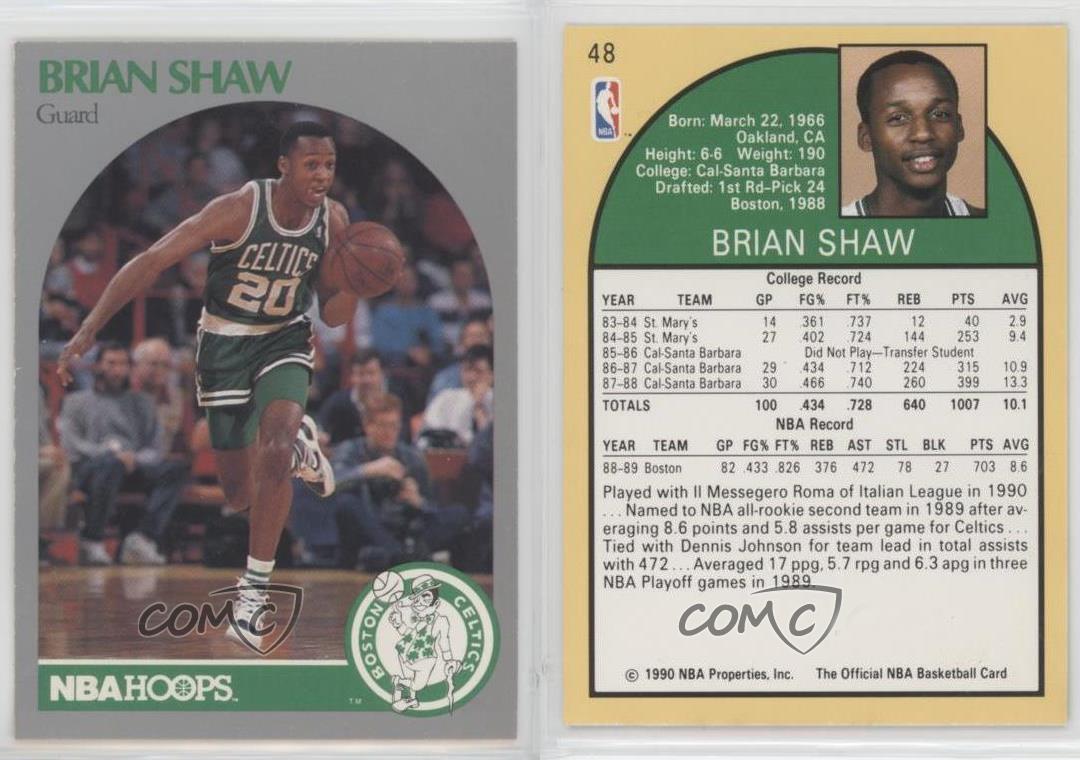 BRIAN SHAW
Guard
CELTICS
20
BOSTON CELTICS
NBAHOOPS
TM
COMC
48
NBA
Born: March 22, 1966
Oakland, CA
Height: 6-6 Weight: 190
College: Cal-Santa Barbara
Drafted: 1st Rd-Pick 24
Boston, 1988
BRIAN SHAW
College Record
YEAR TEAM GP FG% FT% REB PTS AVG
83-84 St. Mary's 14 .361 .737 12 40 2.9
84-85 St. Mary's 27 .402 .724 144 253 9.4
85-86 Cal-Santa Barbara Did Not Play—Transfer Student
86-87 Cal-Santa Barbara 29 .434 .712 224 315 10.9
87-88 Cal-Santa Barbara 30 .466 .740 260 399 13.3
TOTALS 100 .434 .728 640 1007 10.1
NBA Record
YEAR TEAM GP FG% FT% REB AST STL BLK PTS AVG
88-89 Boston 82 .433 .826 376 472 78 27 703 8.6
Played with Il Messegero Roma of Italian League in 1990
... Named to NBA all-rookie second team in 1989 after av-
eraging 8.6 points and 5.8 assists per game for Celtics ...
Tied with Dennis Johnson for team lead in total assists
with 472 ... Averaged 17 ppg, 5.7 rpg and 6.3 apg in three
NBA Playoff games in 1989.
COMC
© 1990 NBA Properties, Inc. The Official NBA Basketball Card